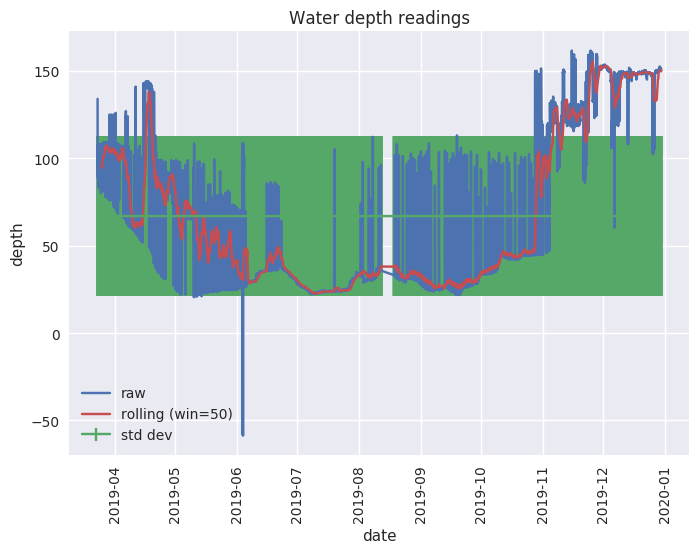 Water depth readings
150
100
50
0
−50
depth
raw
rolling (win=50)
std dev
2019-04
2019-05
2019-06
2019-07
2019-08
2019-09
2019-10
2019-11
2019-12
2020-01
date